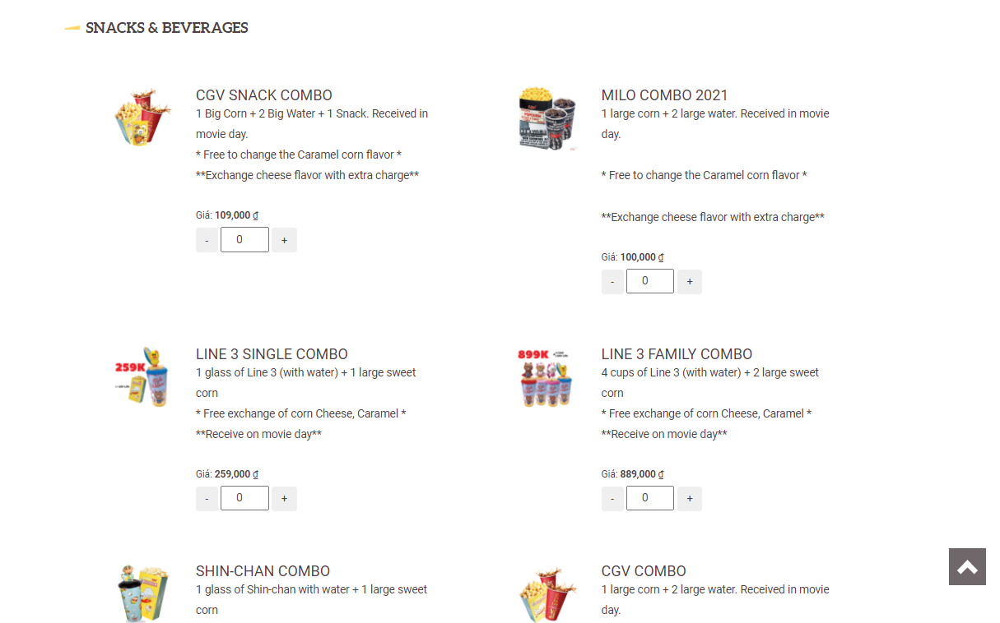 SNACKS & BEVERAGES
CGV SNACK COMBO
1 Big Corn + 2 Big Water + 1 Snack. Received in
movie day.
* Free to change the Caramel corn flavor *
**Exchange cheese flavor with extra charge**
Giá: 109,000 ₫
- 0 +
MILO COMBO 2021
1 large corn + 2 large water. Received in movie
day.
* Free to change the Caramel corn flavor *
**Exchange cheese flavor with extra charge**
Giá: 100,000 ₫
- 0 +
259K
LINE 3 SINGLE COMBO
1 glass of Line 3 (with water) + 1 large sweet
corn
* Free exchange of corn Cheese, Caramel *
**Receive on movie day**
Giá: 259,000 ₫
- 0 +
899K
LINE 3 FAMILY COMBO
4 cups of Line 3 (with water) + 2 large sweet
corn
* Free exchange of corn Cheese, Caramel *
**Receive on movie day**
Giá: 889,000 ₫
- 0 +
SHIN-CHAN COMBO
1 glass of Shin-chan with water + 1 large sweet
corn
CGV COMBO
1 large corn + 2 large water. Received in movie
day.